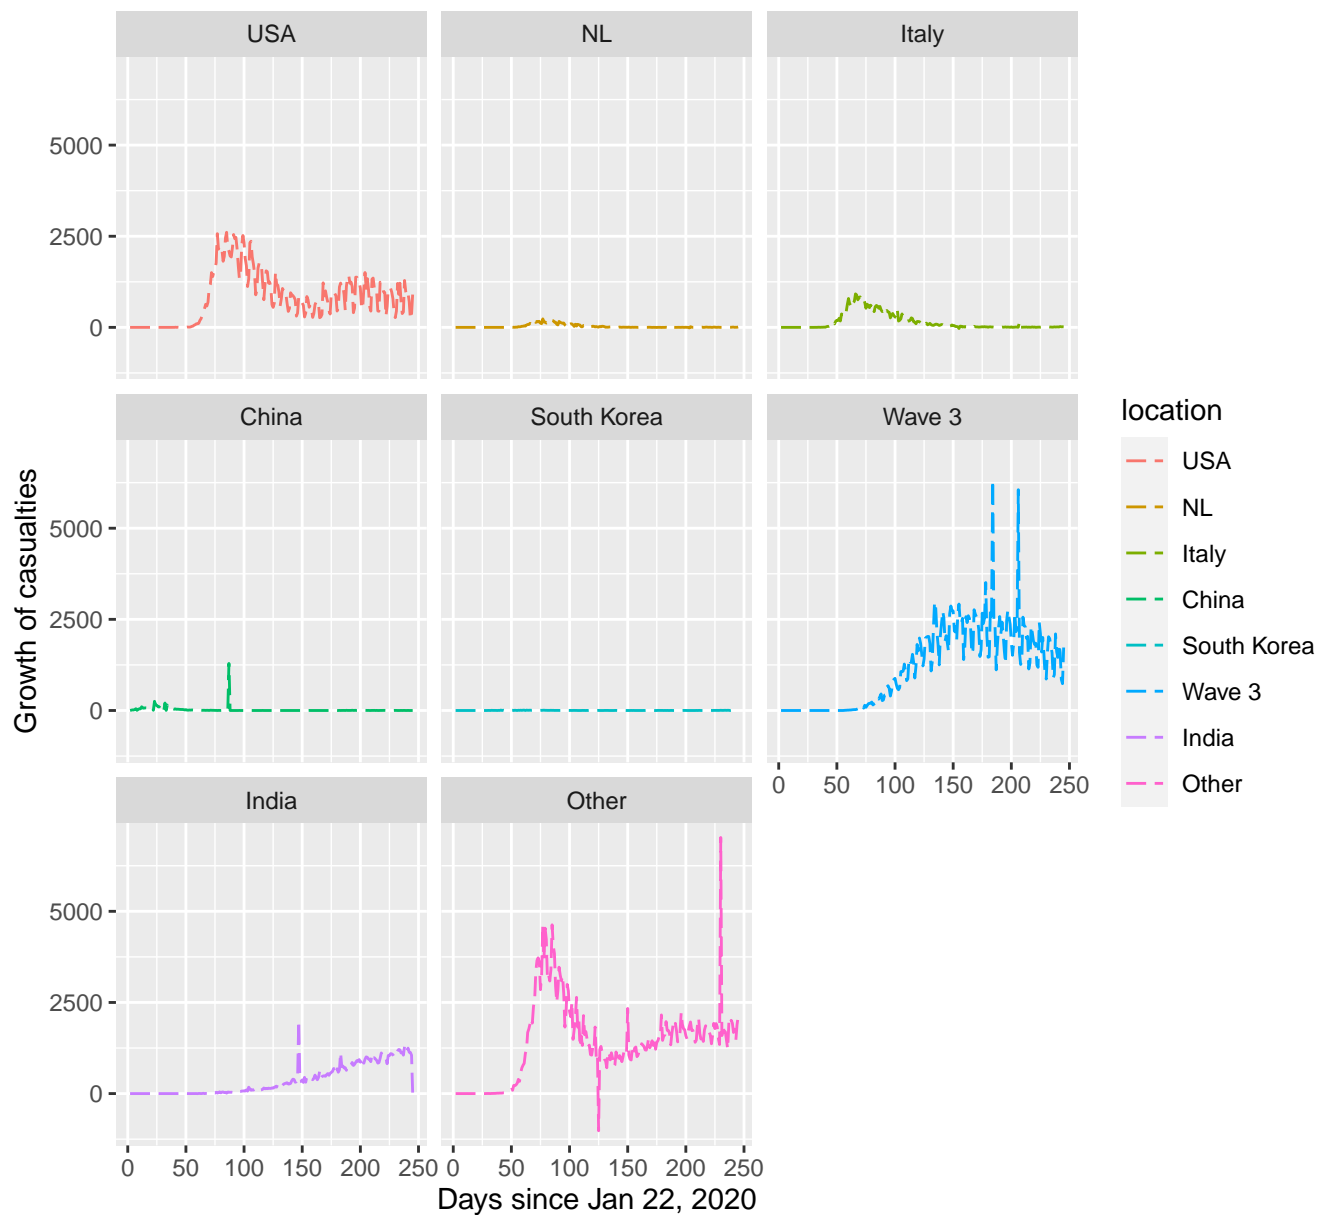 USA NL Italy
5000
2500
0
China South Korea Wave 3
5000
2500
0
0 50 100 150 200 250
India Other
5000
2500
0
0 50 100 150 200 250 0 50 100 150 200 250
Growth of casualties
Days since Jan 22, 2020
location
USA
NL
Italy
China
South Korea
Wave 3
India
Other